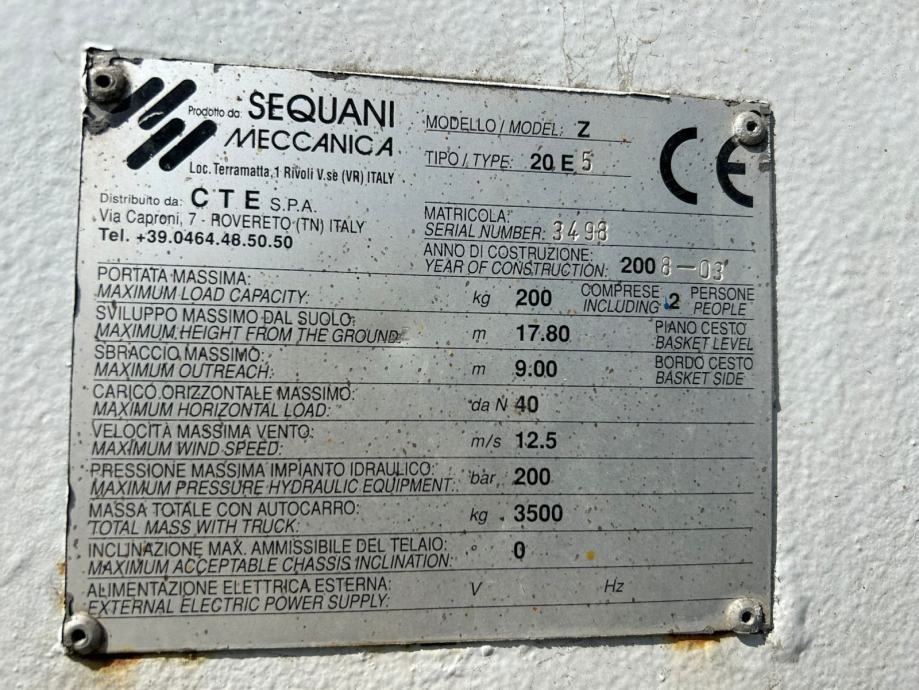 Prodotto da: SEQUANI
MECCANICA
Loc. Terramatta, 1 Rivoli V.se (VR) ITALY
Distribuito da: CTE S.P.A.
Via Caproni, 7 - ROVERETO (TN) ITALY
Tel. +39.0464.48.50.50
MODELLO / MODEL: Z
TIPO / TYPE: 20 E 5
CE
MATRICOLA:
SERIAL NUMBER: 3498
ANNO DI COSTRUZIONE:
YEAR OF CONSTRUCTION: 2008-03
PORTATA MASSIMA:
MAXIMUM LOAD CAPACITY: kg 200 COMPRESE INCLUDING 2 PERSONE PEOPLE
SVILUPPO MASSIMO DAL SUOLO:
MAXIMUM HEIGHT FROM THE GROUND: m 17.80 PIANO CESTO BASKET LEVEL
SBRACCIO MASSIMO:
MAXIMUM OUTREACH: m 9.00 BORDO CESTO BASKET SIDE
CARICO ORIZZONTALE MASSIMO:
MAXIMUM HORIZONTAL LOAD: da N 40
VELOCITÀ MASSIMA VENTO:
MAXIMUM WIND SPEED: m/s 12.5
PRESSIONE MASSIMA IMPIANTO IDRAULICO:
MAXIMUM PRESSURE HYDRAULIC EQUIPMENT: bar 200
MASSA TOTALE CON AUTOCARRO:
TOTAL MASS WITH TRUCK: kg 3500
INCLINAZIONE MAX. AMMISSIBILE DEL TELAIO:
MAXIMUM ACCEPTABLE CHASSIS INCLINATION: ° 0
ALIMENTAZIONE ELETTRICA ESTERNA:
EXTERNAL ELECTRIC POWER SUPPLY: V Hz